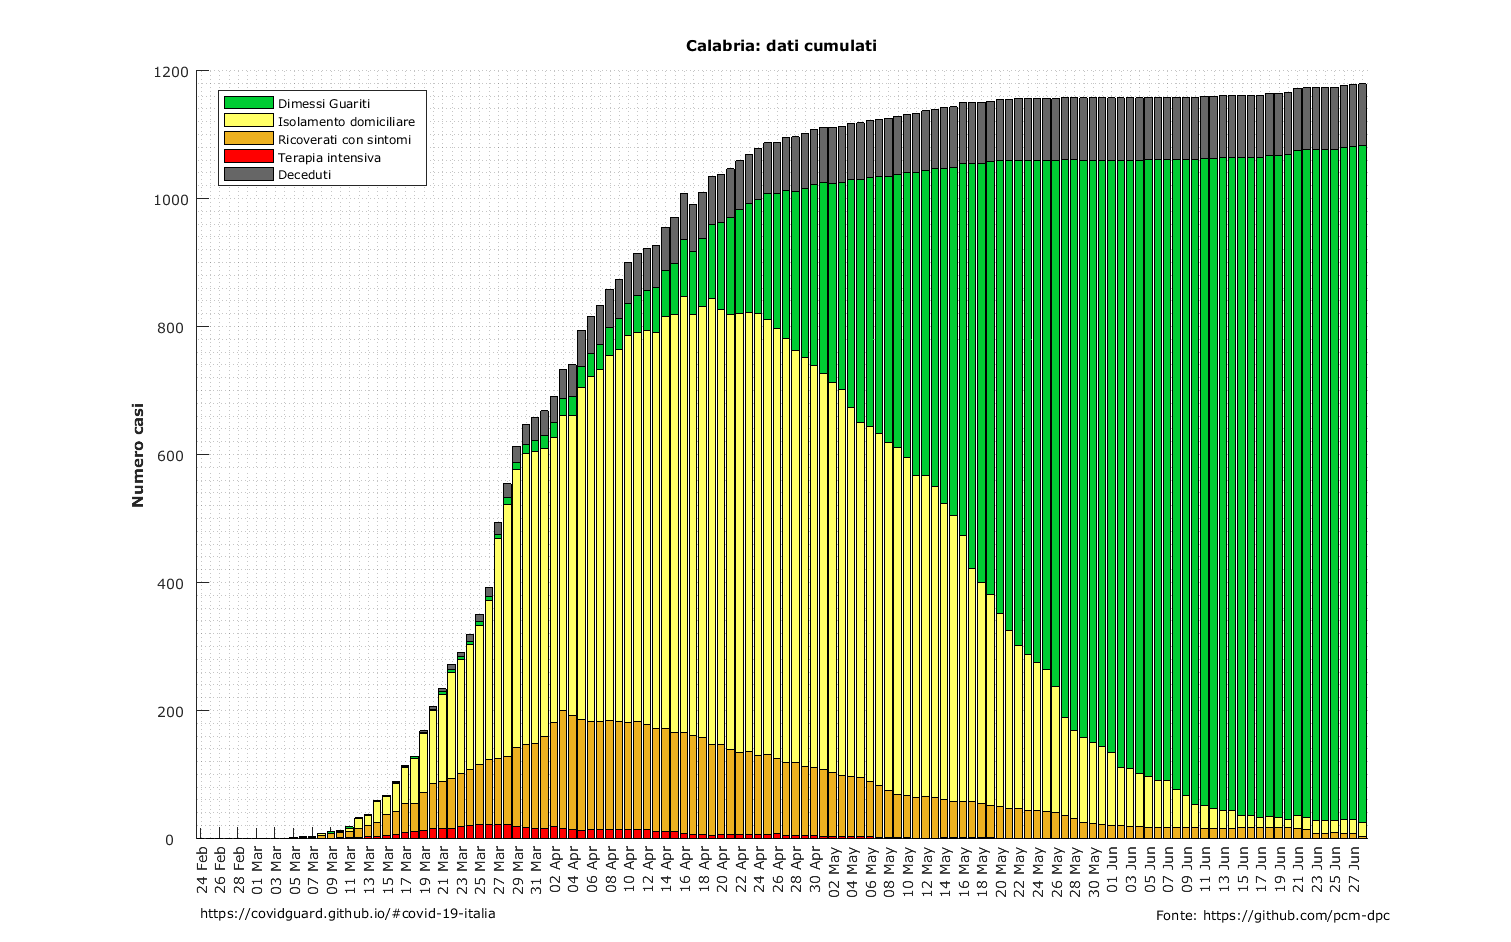 Calabria: dati cumulati
1200
1000
800
600
400
200
0
Numero casi
Dimessi Guariti
Isolamento domiciliare
Ricoverati con sintomi
Terapia intensiva
Deceduti
24 Feb
26 Feb
28 Feb
01 Mar
03 Mar
05 Mar
07 Mar
09 Mar
11 Mar
13 Mar
15 Mar
17 Mar
19 Mar
21 Mar
23 Mar
25 Mar
27 Mar
29 Mar
31 Mar
02 Apr
04 Apr
06 Apr
08 Apr
10 Apr
12 Apr
14 Apr
16 Apr
18 Apr
20 Apr
22 Apr
24 Apr
26 Apr
28 Apr
30 Apr
02 May
04 May
06 May
08 May
10 May
12 May
14 May
16 May
18 May
20 May
22 May
24 May
26 May
28 May
30 May
01 Jun
03 Jun
05 Jun
07 Jun
09 Jun
11 Jun
13 Jun
15 Jun
17 Jun
19 Jun
21 Jun
23 Jun
25 Jun
27 Jun
https://covidguard.github.io/#covid-19-italia
Fonte: https://github.com/pcm-dpc